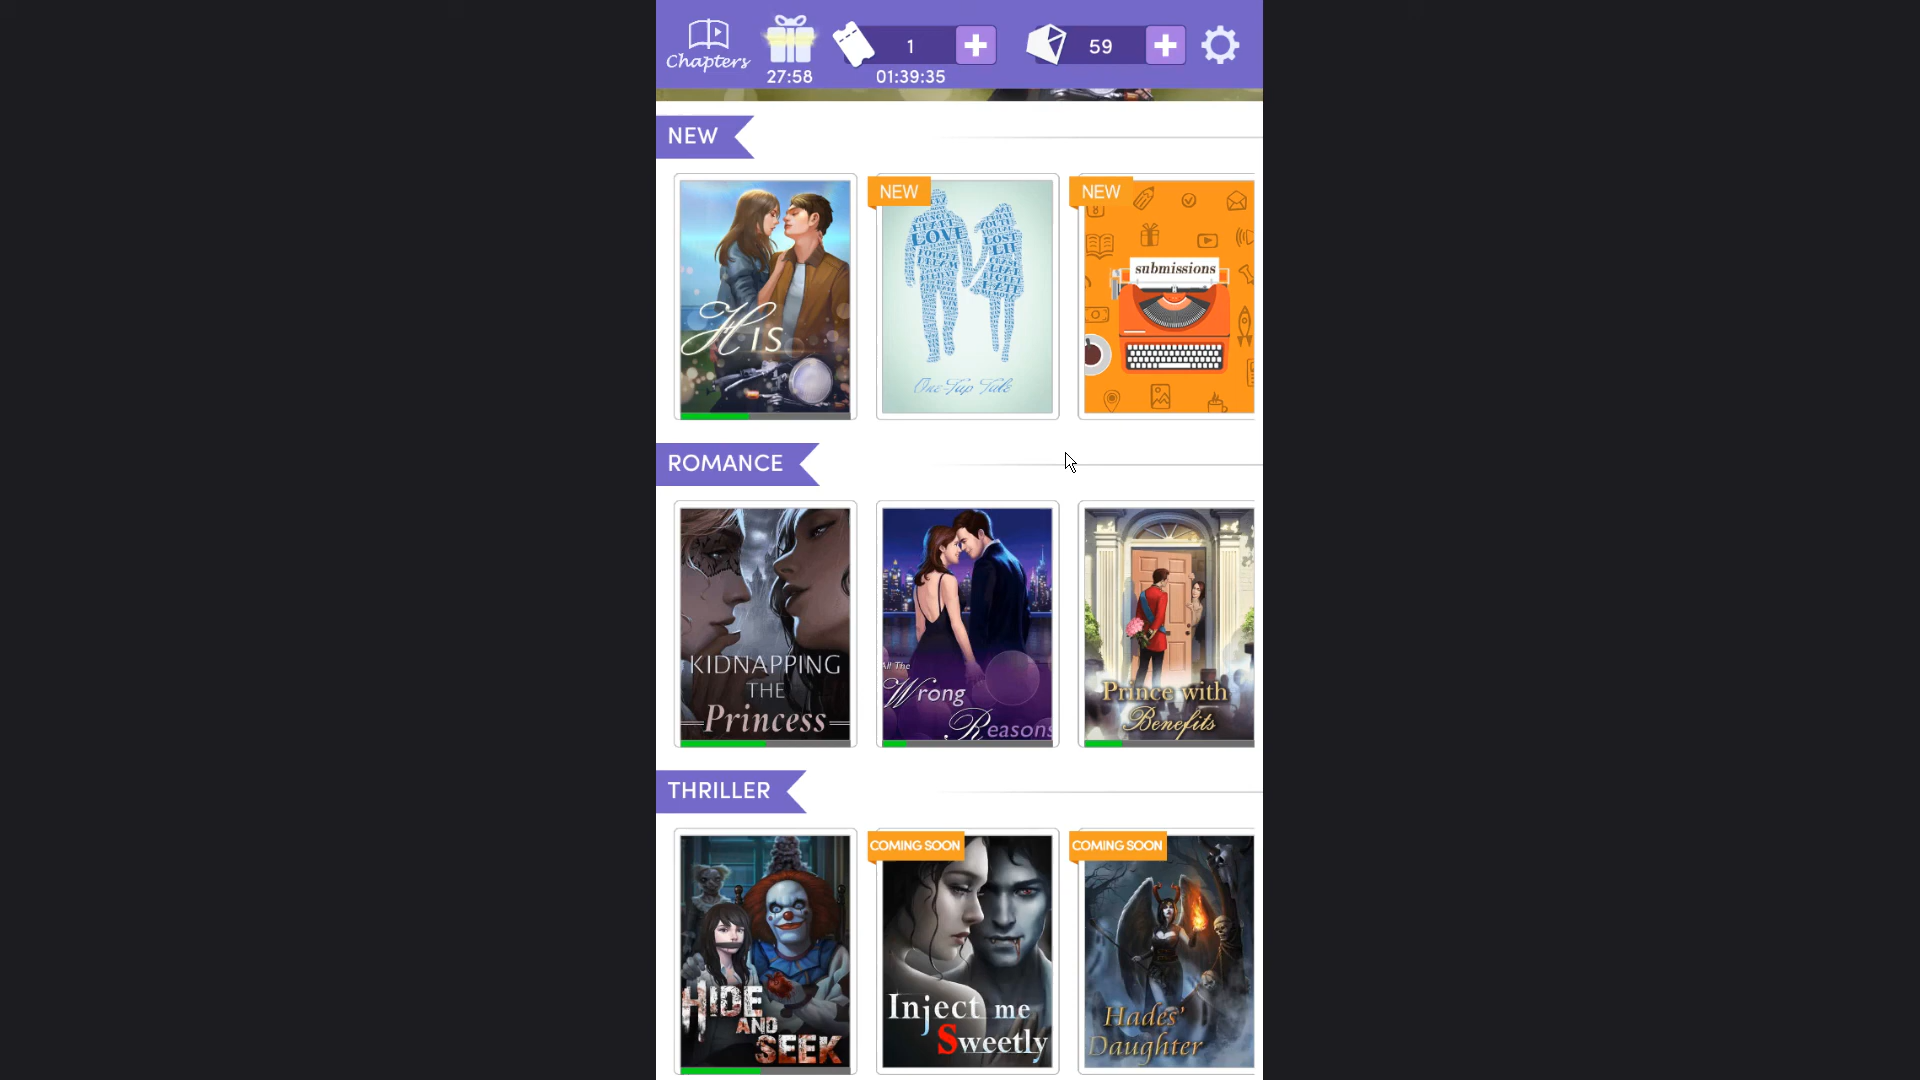 Chapters
27:58
1
01:39:35
59
NEW
NEW
NEW
His
LOVE
LOST
One-Tap Tale
submissions
ROMANCE
KIDNAPPING
THE
Princess
All The
Wrong
Reasons
Prince with
Benefits
THRILLER
COMING SOON
COMING SOON
HIDE
AND
SEEK
Inject me
Sweetly
Hades'
Daughter